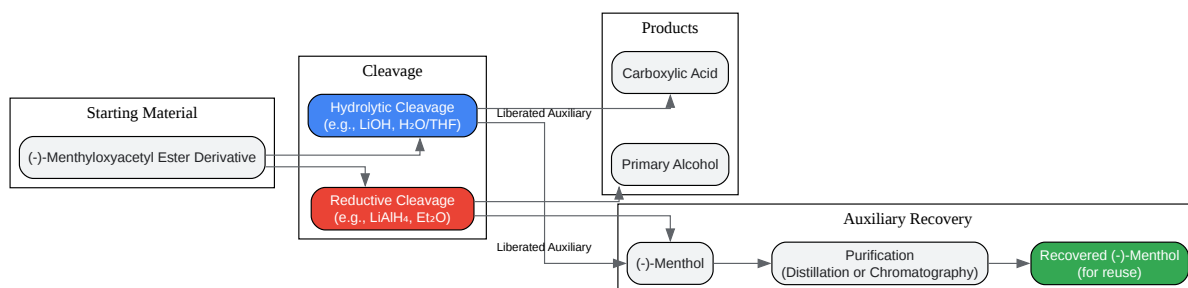 Products
Carboxylic Acid
Primary Alcohol
Cleavage
Hydrolytic Cleavage
(e.g., LiOH, H₂O/THF)
Liberated Auxiliary
Starting Material
(-)-Menthyloxyacetyl Ester Derivative
Reductive Cleavage
(e.g., LiAlH₄, Et₂O)
Liberated Auxiliary
Auxiliary Recovery
(-)-Menthol
Purification
(Distillation or Chromatography)
Recovered (-)-Menthol
(for reuse)